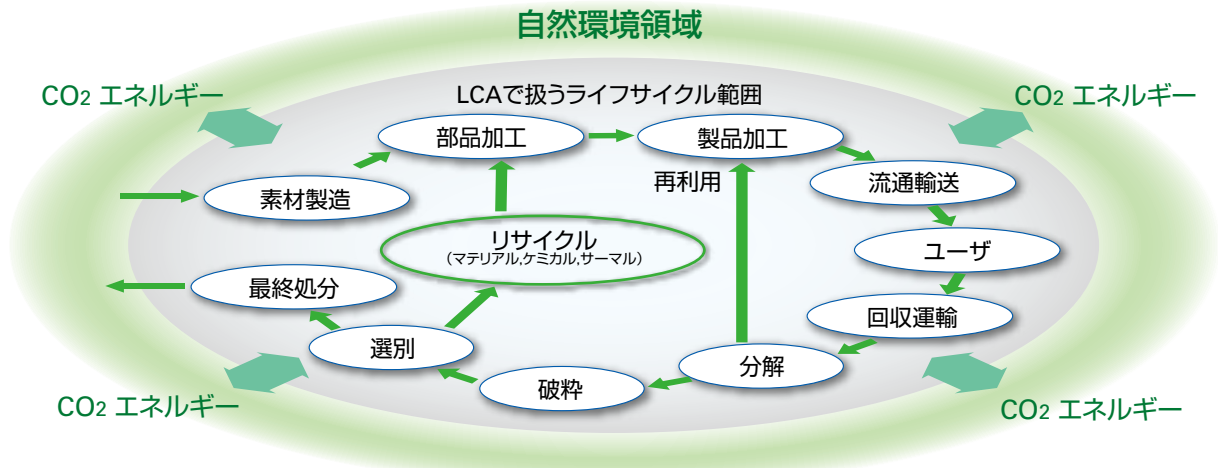 自然環境領域
CO2 エネルギー
CO2 エネルギー
LCAで扱うライフサイクル範囲
部品加工
製品加工
素材製造
再利用
流通輸送
リサイクル
（マテリアル,ケミカル,サーマル）
ユーザ
最終処分
回収運輸
選別
分解
破粋
CO2 エネルギー
CO2 エネルギー